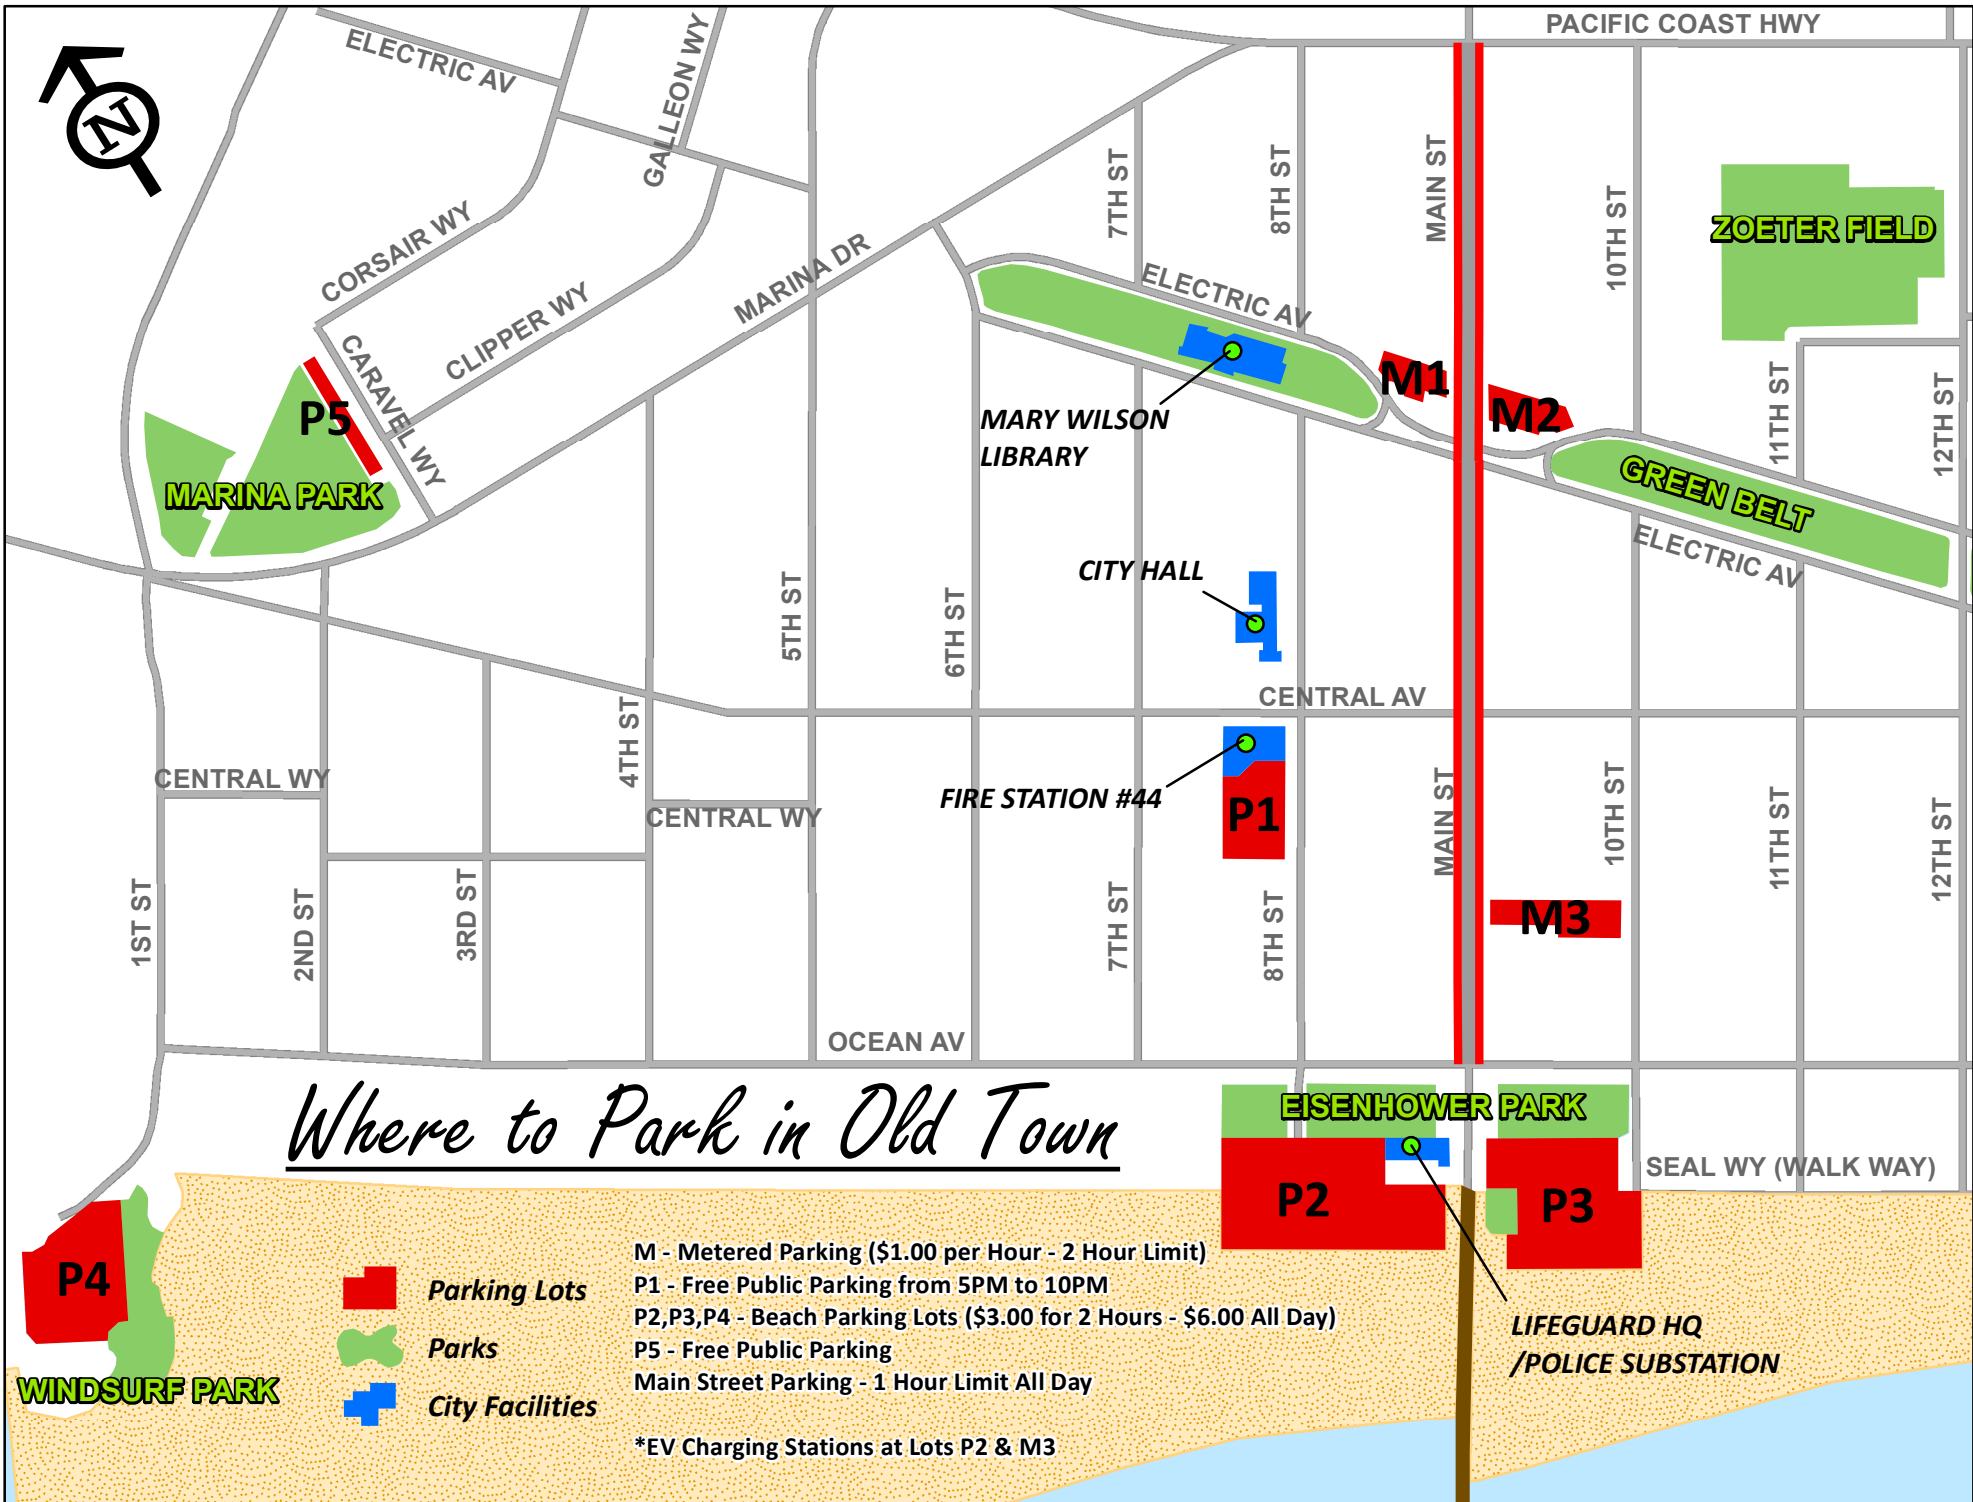 PACIFIC COAST HWY
ELECTRIC AV
GALLEON WY
N
7TH ST
8TH ST
MAIN ST
10TH ST
ZOETER FIELD
CORSAIR WY
MARINA DR
ELECTRIC AV
CLIPPER WY
CARAVEL WY
P5
M1
M2
11TH ST
12TH ST
MARY WILSON
LIBRARY
MARINA PARK
GREEN BELT
ELECTRIC AV
CITY HALL
5TH ST
6TH ST
CENTRAL AV
4TH ST
CENTRAL WY
CENTRAL WY
FIRE STATION #44
P1
MAIN ST
10TH ST
11TH ST
12TH ST
1ST ST
2ND ST
3RD ST
7TH ST
8TH ST
M3
OCEAN AV
Where to Park in Old Town
EISENHOWER PARK
SEAL WY (WALK WAY)
P2
P3
P4
WINDSURF PARK
Parking Lots
Parks
City Facilities
M - Metered Parking ($1.00 per Hour - 2 Hour Limit)
P1 - Free Public Parking from 5PM to 10PM
P2,P3,P4 - Beach Parking Lots ($3.00 for 2 Hours - $6.00 All Day)
P5 - Free Public Parking
Main Street Parking - 1 Hour Limit All Day
*EV Charging Stations at Lots P2 & M3
LIFEGUARD HQ
/POLICE SUBSTATION